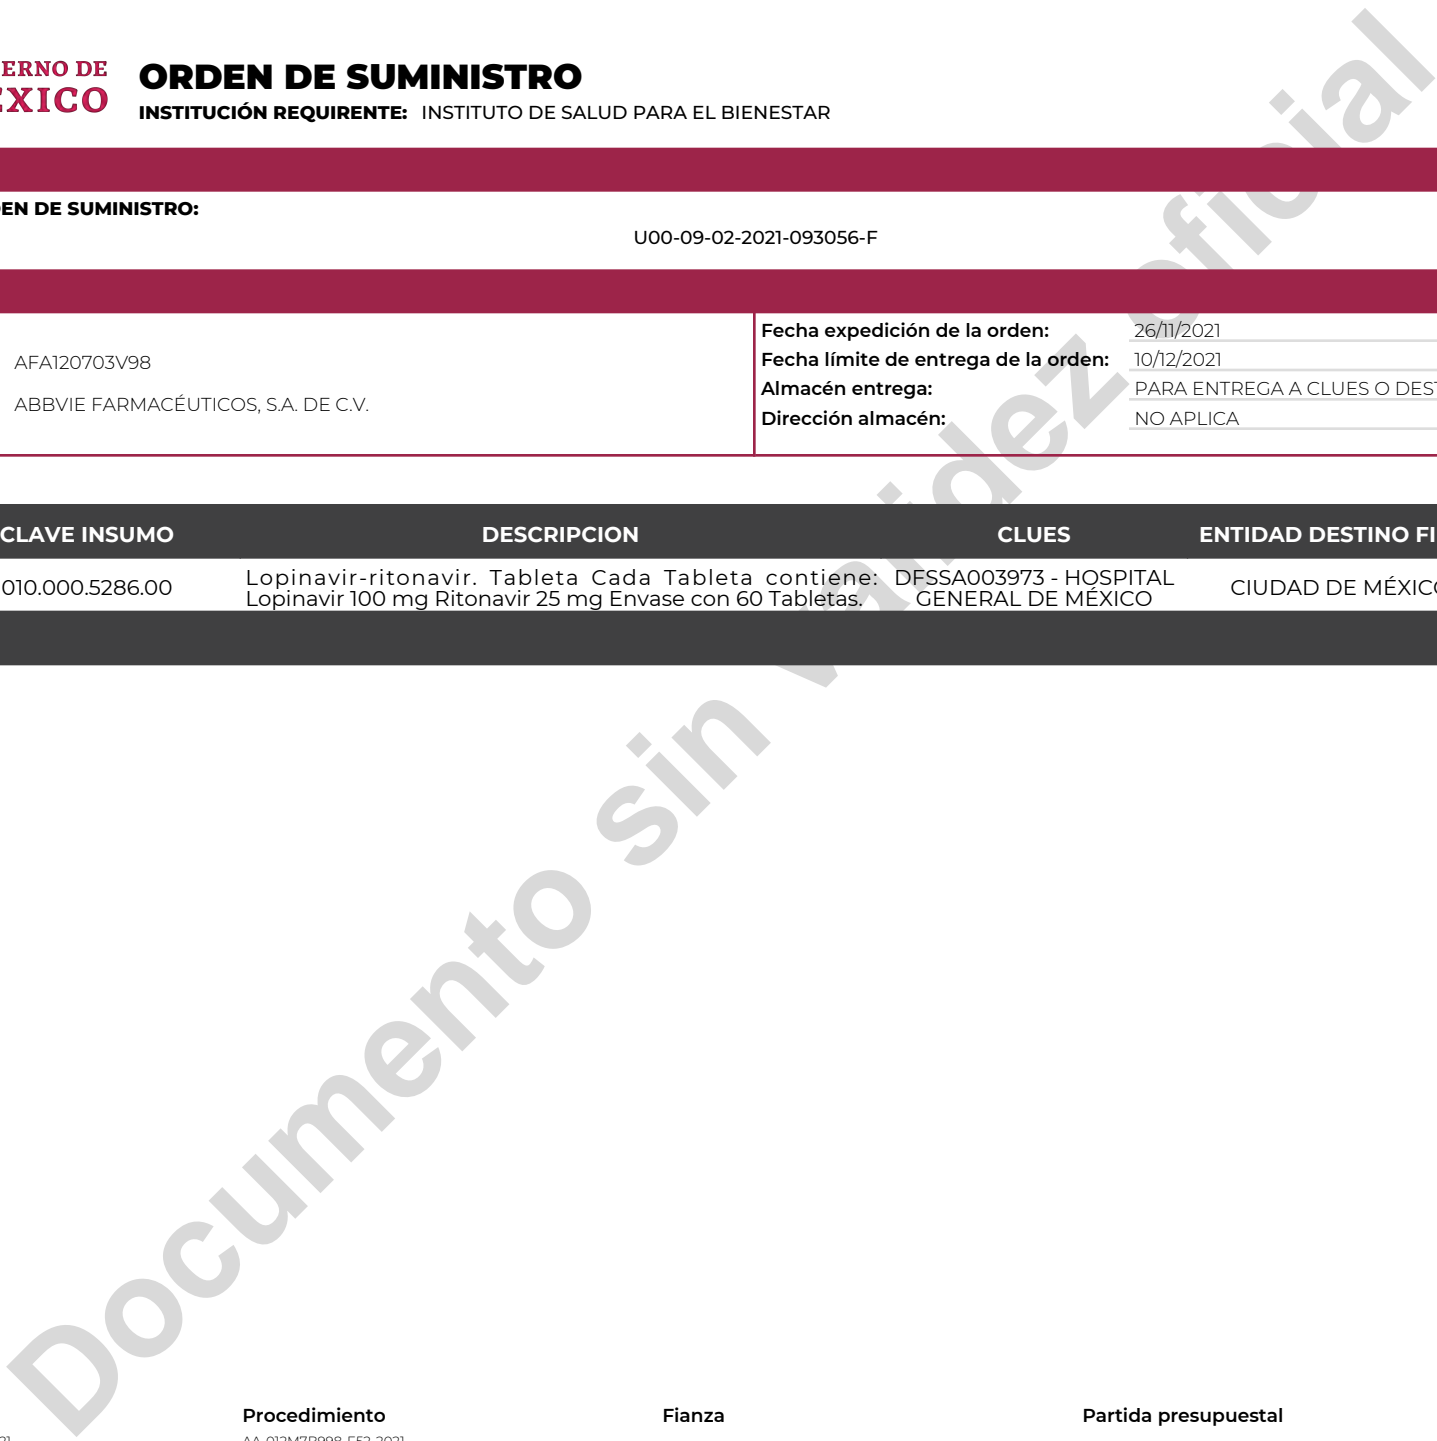 ERNO DE
ÉXICO
ORDEN DE SUMINISTRO
INSTITUCIÓN REQUIRENTE: INSTITUTO DE SALUD PARA EL BIENESTAR
EN DE SUMINISTRO:
U00-09-02-2021-093056-F
AFA120703V98
ABBVIE FARMACÉUTICOS, S.A. DE C.V.
Fecha expedición de la orden: 26/11/2021
Fecha límite de entrega de la orden: 10/12/2021
Almacén entrega: PARA ENTREGA A CLUES O DEST
Dirección almacén: NO APLICA
CLAVE INSUMO DESCRIPCION CLUES ENTIDAD DESTINO FI
010.000.5286.00
Lopinavir-ritonavir. Tableta Cada Tableta contiene:
Lopinavir 100 mg Ritonavir 25 mg Envase con 60 Tabletas.
DFSSA003973 - HOSPITAL
GENERAL DE MÉXICO
CIUDAD DE MÉXICO
Documento sin validez oficial
Procedimiento Fianza Partida presupuestal